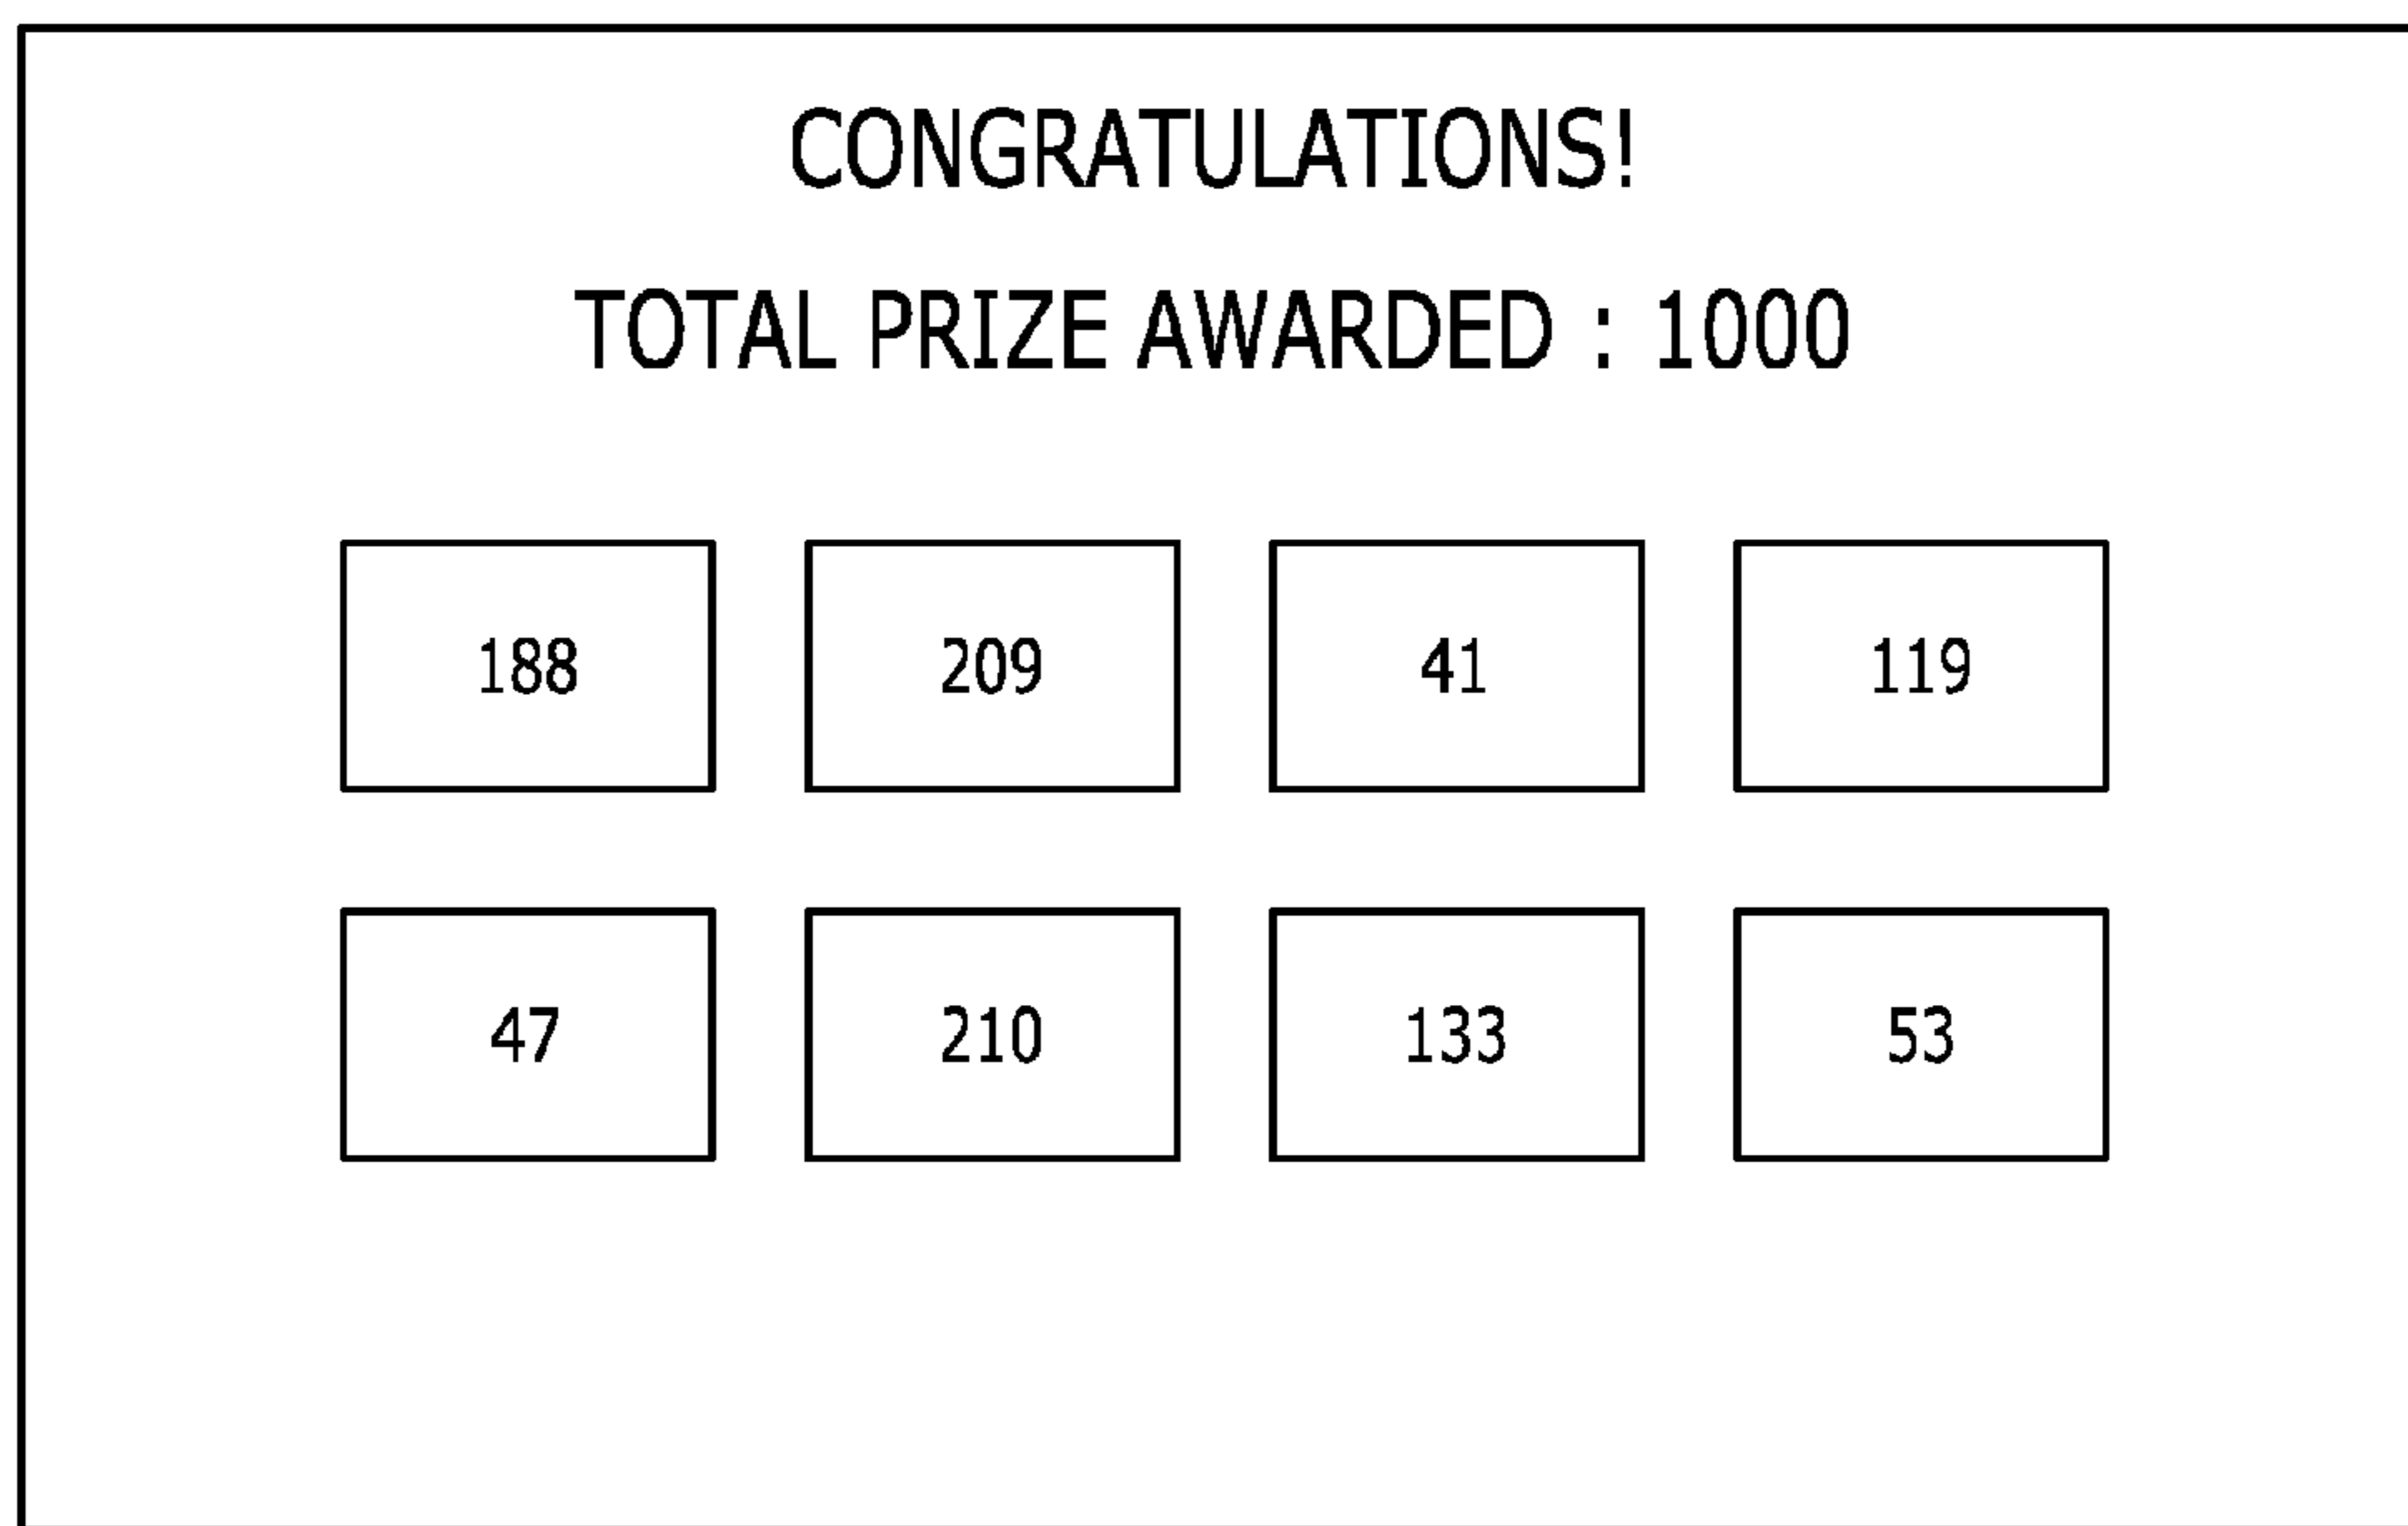 CONGRATULATIONS!
TOTAL PRIZE AWARDED : 1000
188 209 41 119
47 210 133 53